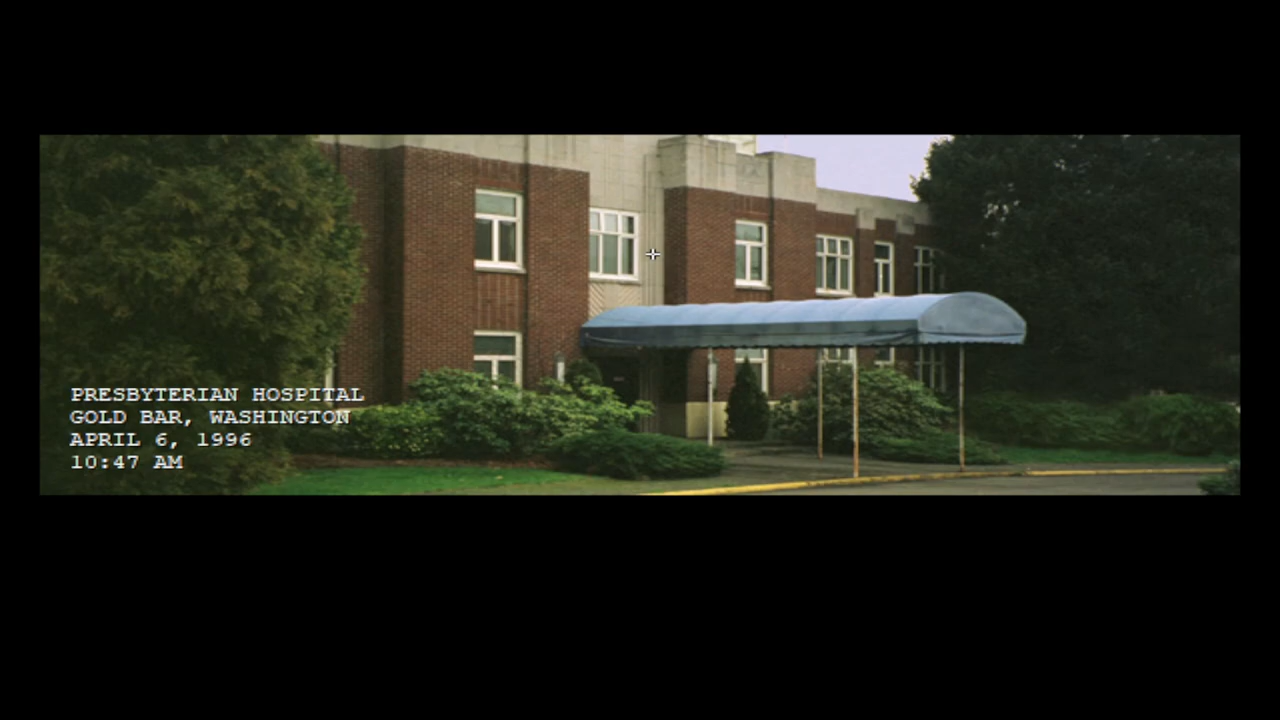 PRESBYTERIAN HOSPITAL
GOLD BAR, WASHINGTON
APRIL 6, 1996
10:47 AM